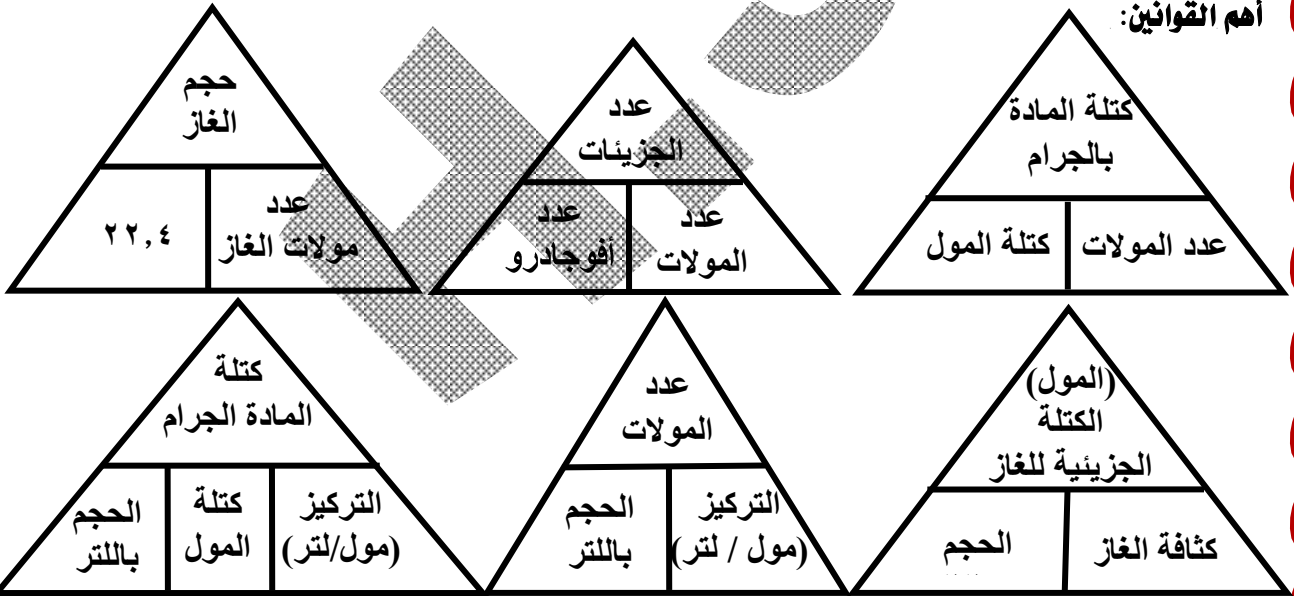 أهم القوانين:
كتلة المادة
بالجرام
عدد المولات
كتلة المول
عدد
الجزيئات
عدد
المولات
عدد
أفوجادرو
حجم
الغاز
عدد
مولات الغاز
٢٢,٤
(المول)
الكتلة
الجزيئية للغاز
كثافة الغاز
الحجم
عدد
المولات
التركيز
(مول / لتر)
الحجم
باللتر
كتلة
المادة الجرام
التركيز
(مول/لتر)
كتلة
المول
الحجم
باللتر